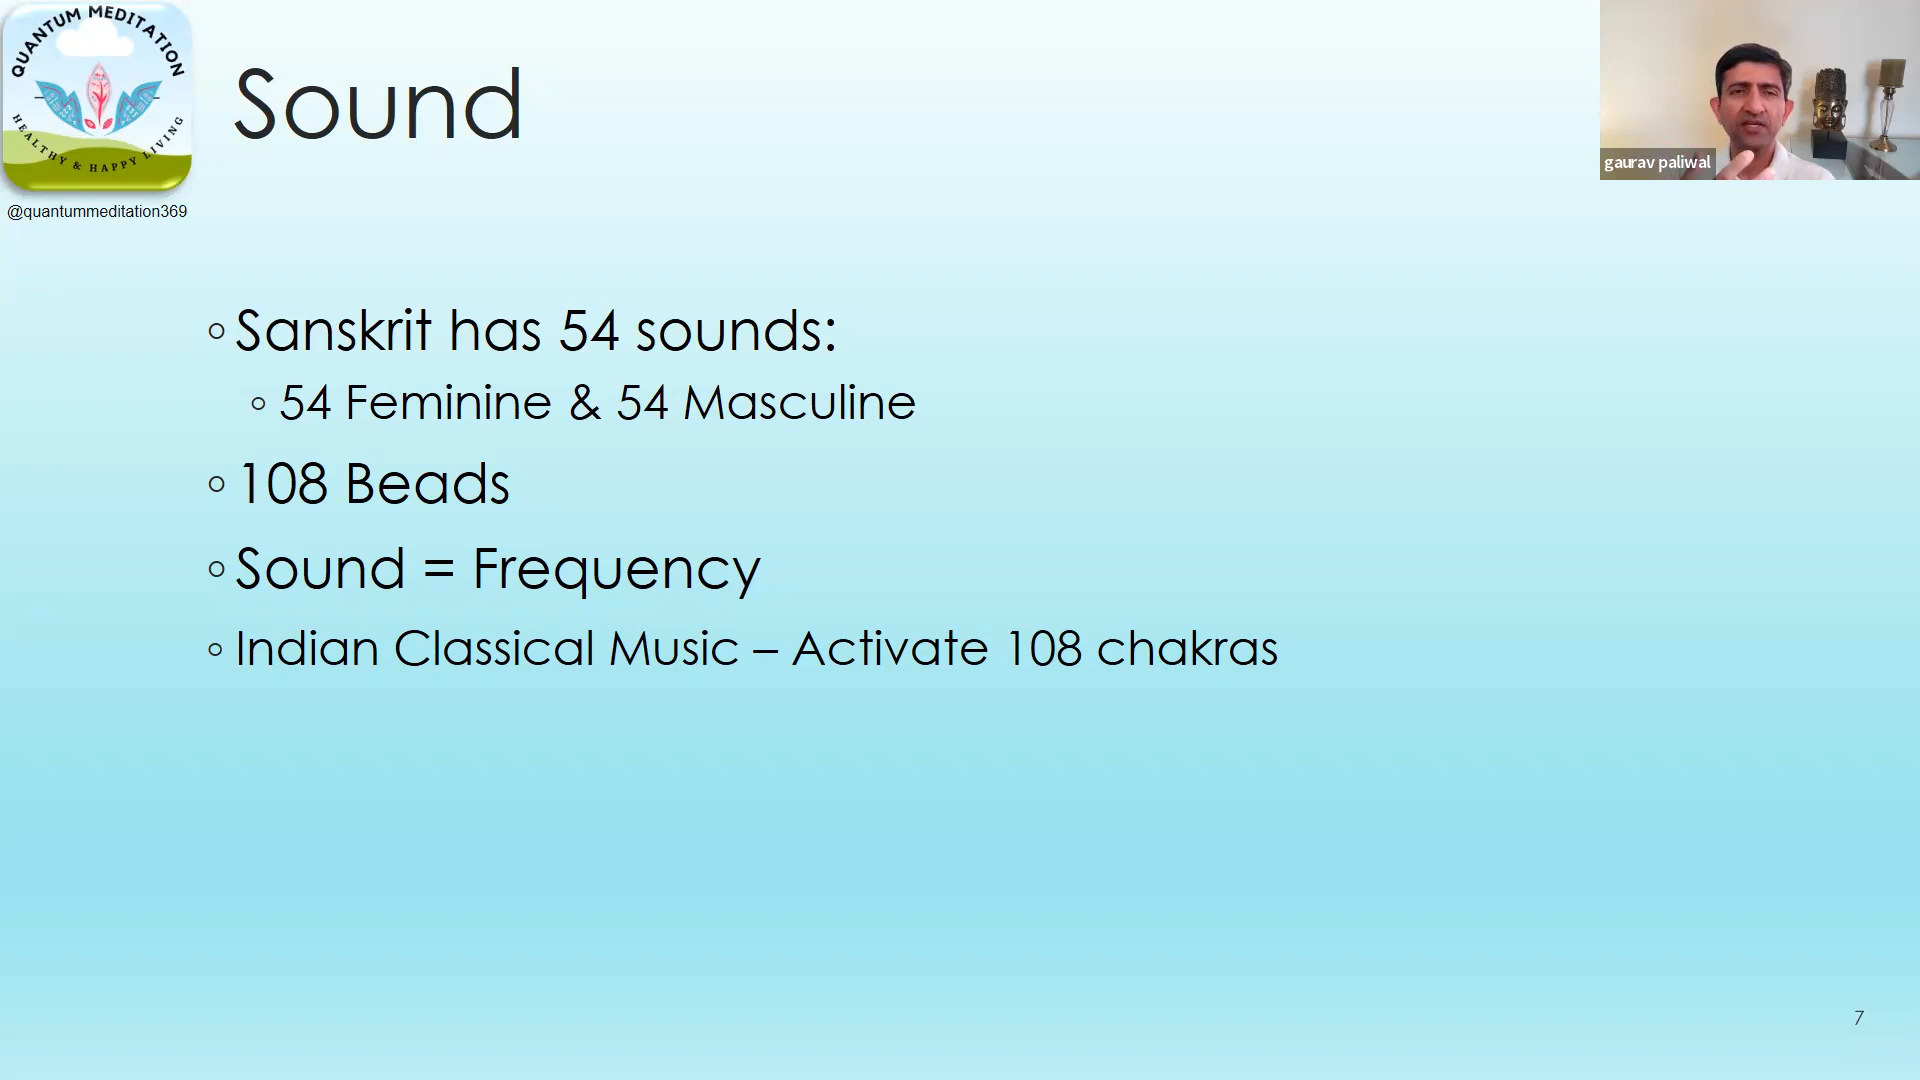 QUANTUM MEDITATION
HEALTHY & HAPPY LIVING
@quantummeditation369
Sound
gaurav paliwal
◦ Sanskrit has 54 sounds:
◦ 54 Feminine & 54 Masculine
◦ 108 Beads
◦ Sound = Frequency
◦ Indian Classical Music – Activate 108 chakras
7